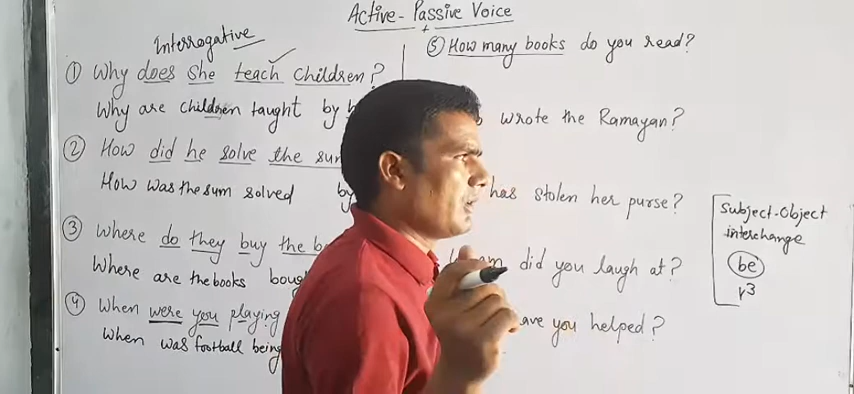 Active-Passive Voice
Interrogative
① Why does she teach children?
Why are children taught by
② How did he solve the sum
How was the sum solved by
③ Where do they buy the
Where are the books
④ When were you playing
When was football being
⑤ How many books do you read?
wrote the Ramayan?
has stolen her purse?
did you laugh at?
you helped?
Subject-Object
interchange
be
v3